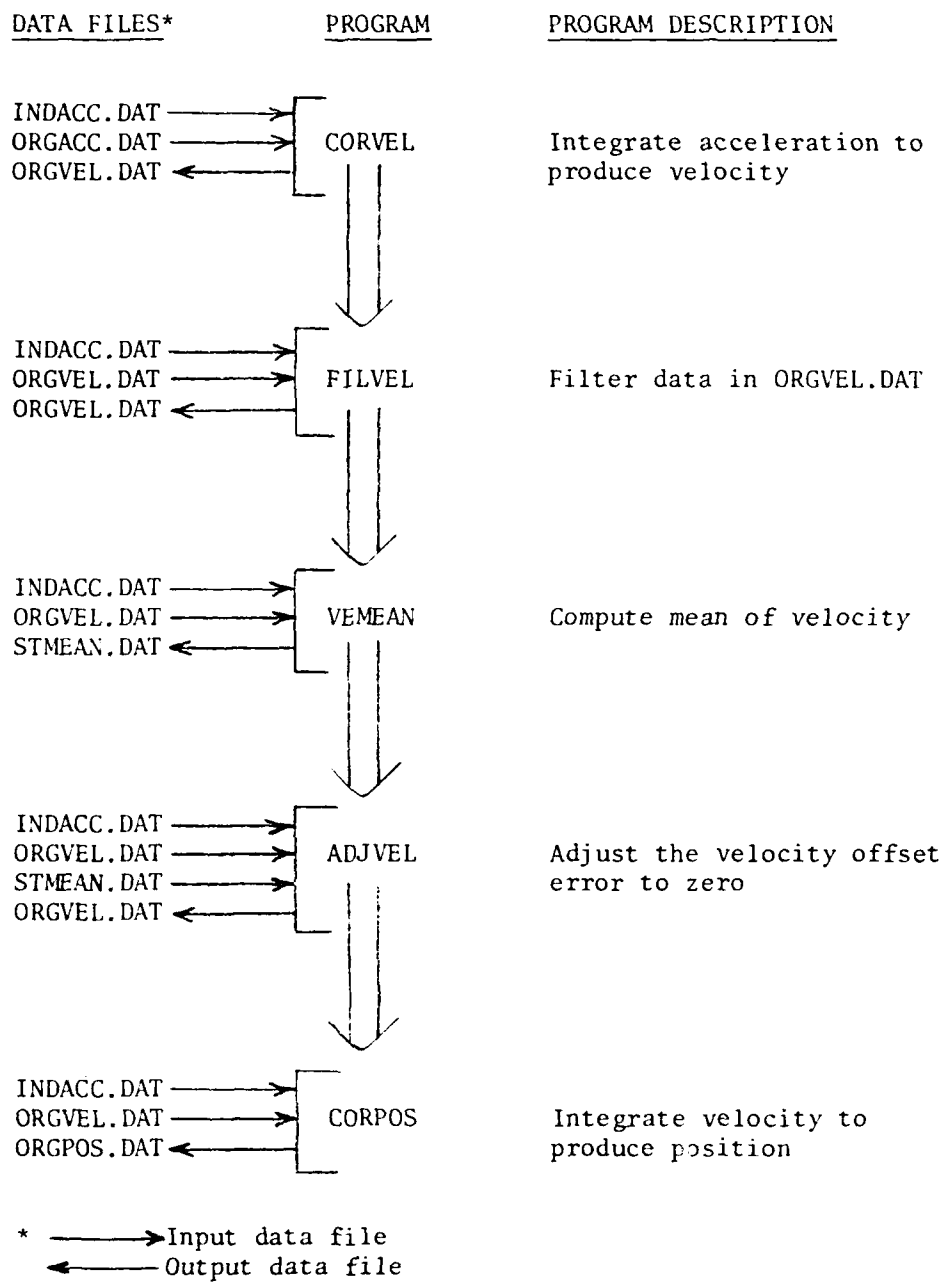 DATA FILES* PROGRAM PROGRAM DESCRIPTION
INDACC.DAT
ORGACC.DAT CORVEL Integrate acceleration to
ORGVEL.DAT produce velocity
INDACC.DAT
ORGVEL.DAT FILVEL Filter data in ORGVEL.DAT
ORGVEL.DAT
INDACC.DAT
ORGVEL.DAT VEMEAN Compute mean of velocity
STMEAN.DAT
INDACC.DAT
ORGVEL.DAT ADJVEL Adjust the velocity offset
STMEAN.DAT error to zero
ORGVEL.DAT
INDACC.DAT
ORGVEL.DAT CORPOS Integrate velocity to
ORGPOS.DAT produce position
* Input data file
Output data file